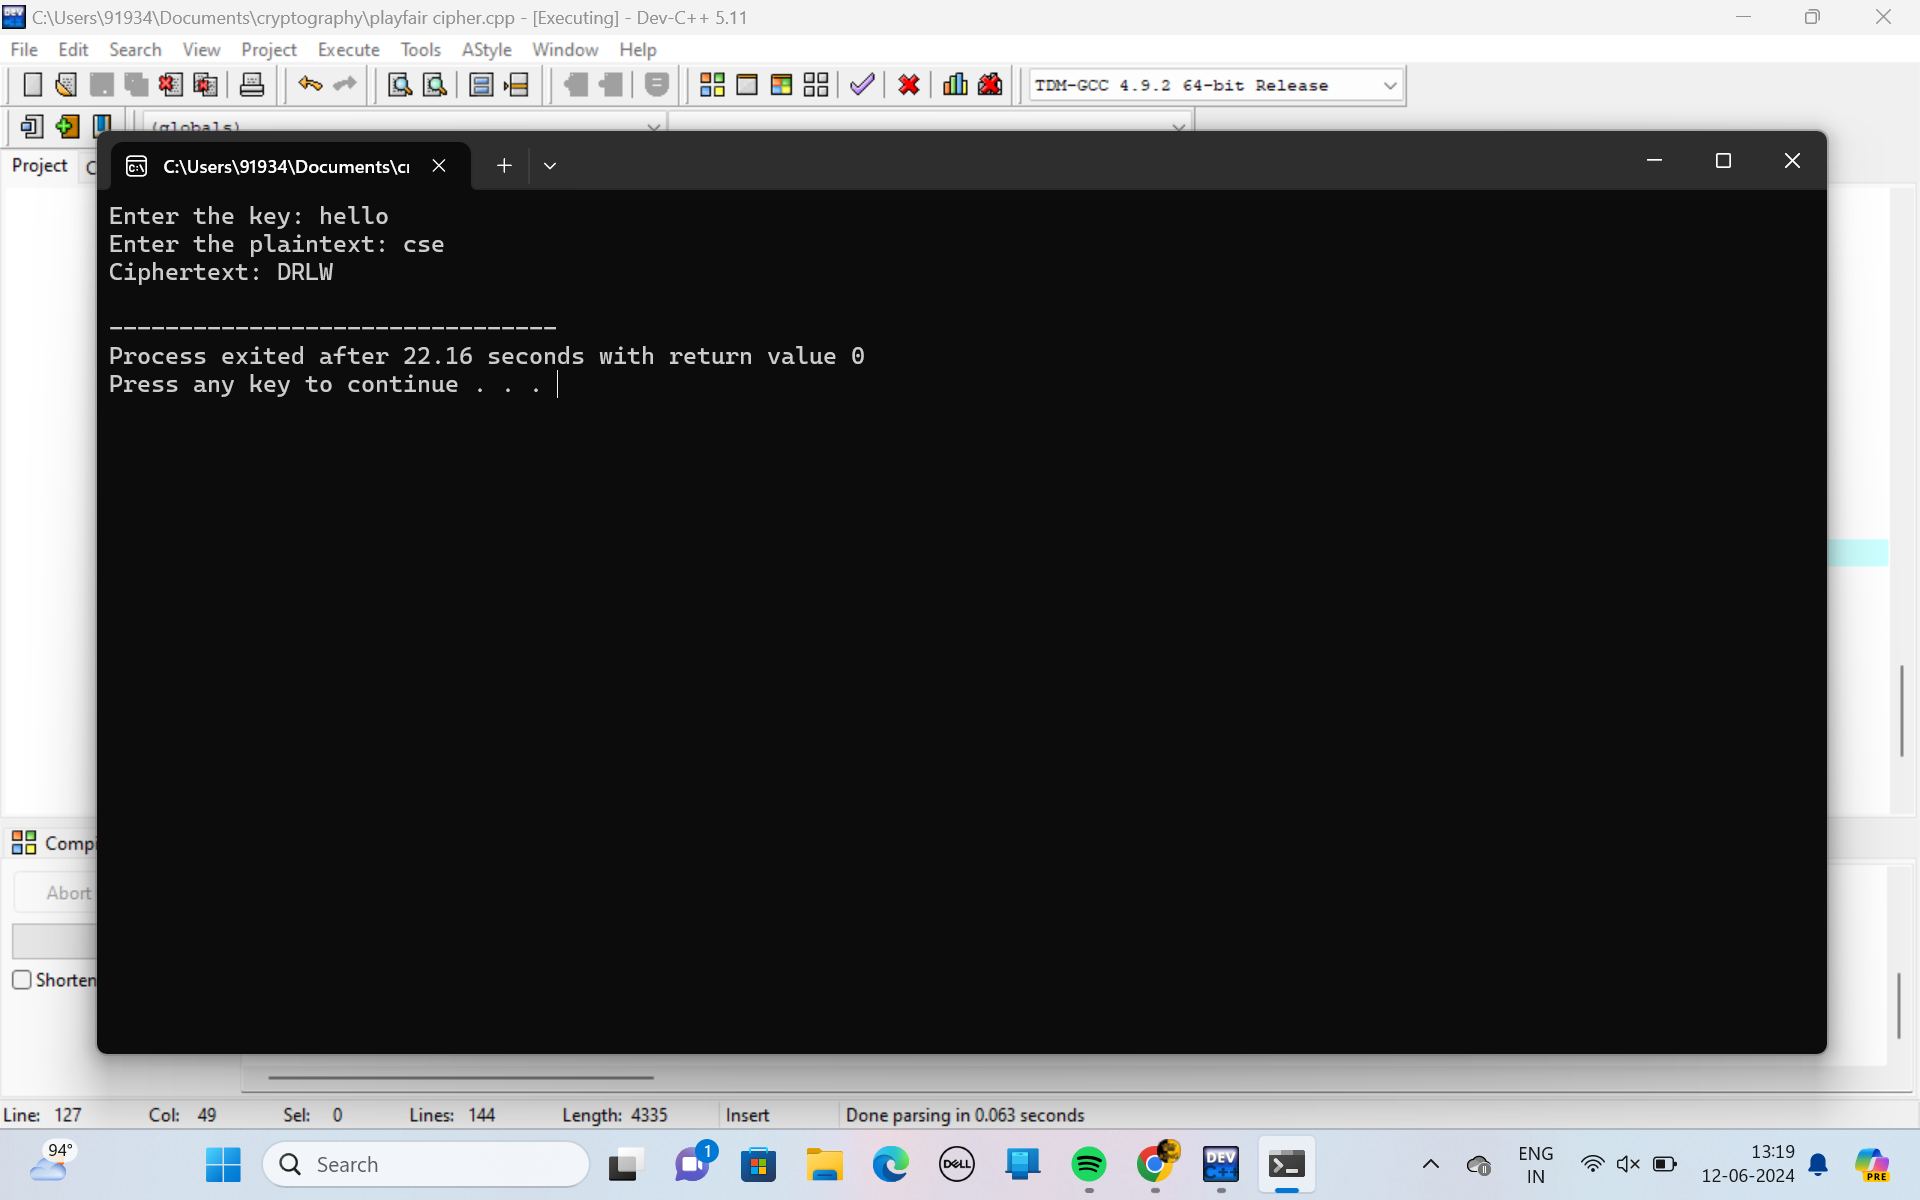 C:\Users\91934\Documents\cryptography\playfair cipher.cpp - [Executing] - Dev-C++ 5.11
File Edit Search View Project Execute Tools AStyle Window Help
TDM-GCC 4.9.2 64-bit Release
(globals)
Project
C:\Users\91934\Documents\c
Enter the key: hello
Enter the plaintext: cse
Ciphertext: DRLW
--------------------------------
Process exited after 22.16 seconds with return value 0
Press any key to continue . . .
Compi
Abort
Shorten
Line: 127 Col: 49 Sel: 0 Lines: 144 Length: 4335 Insert Done parsing in 0.063 seconds
94°
Search
1
DELL
DEV
C++
ENG
IN
13:19
12-06-2024
PRE